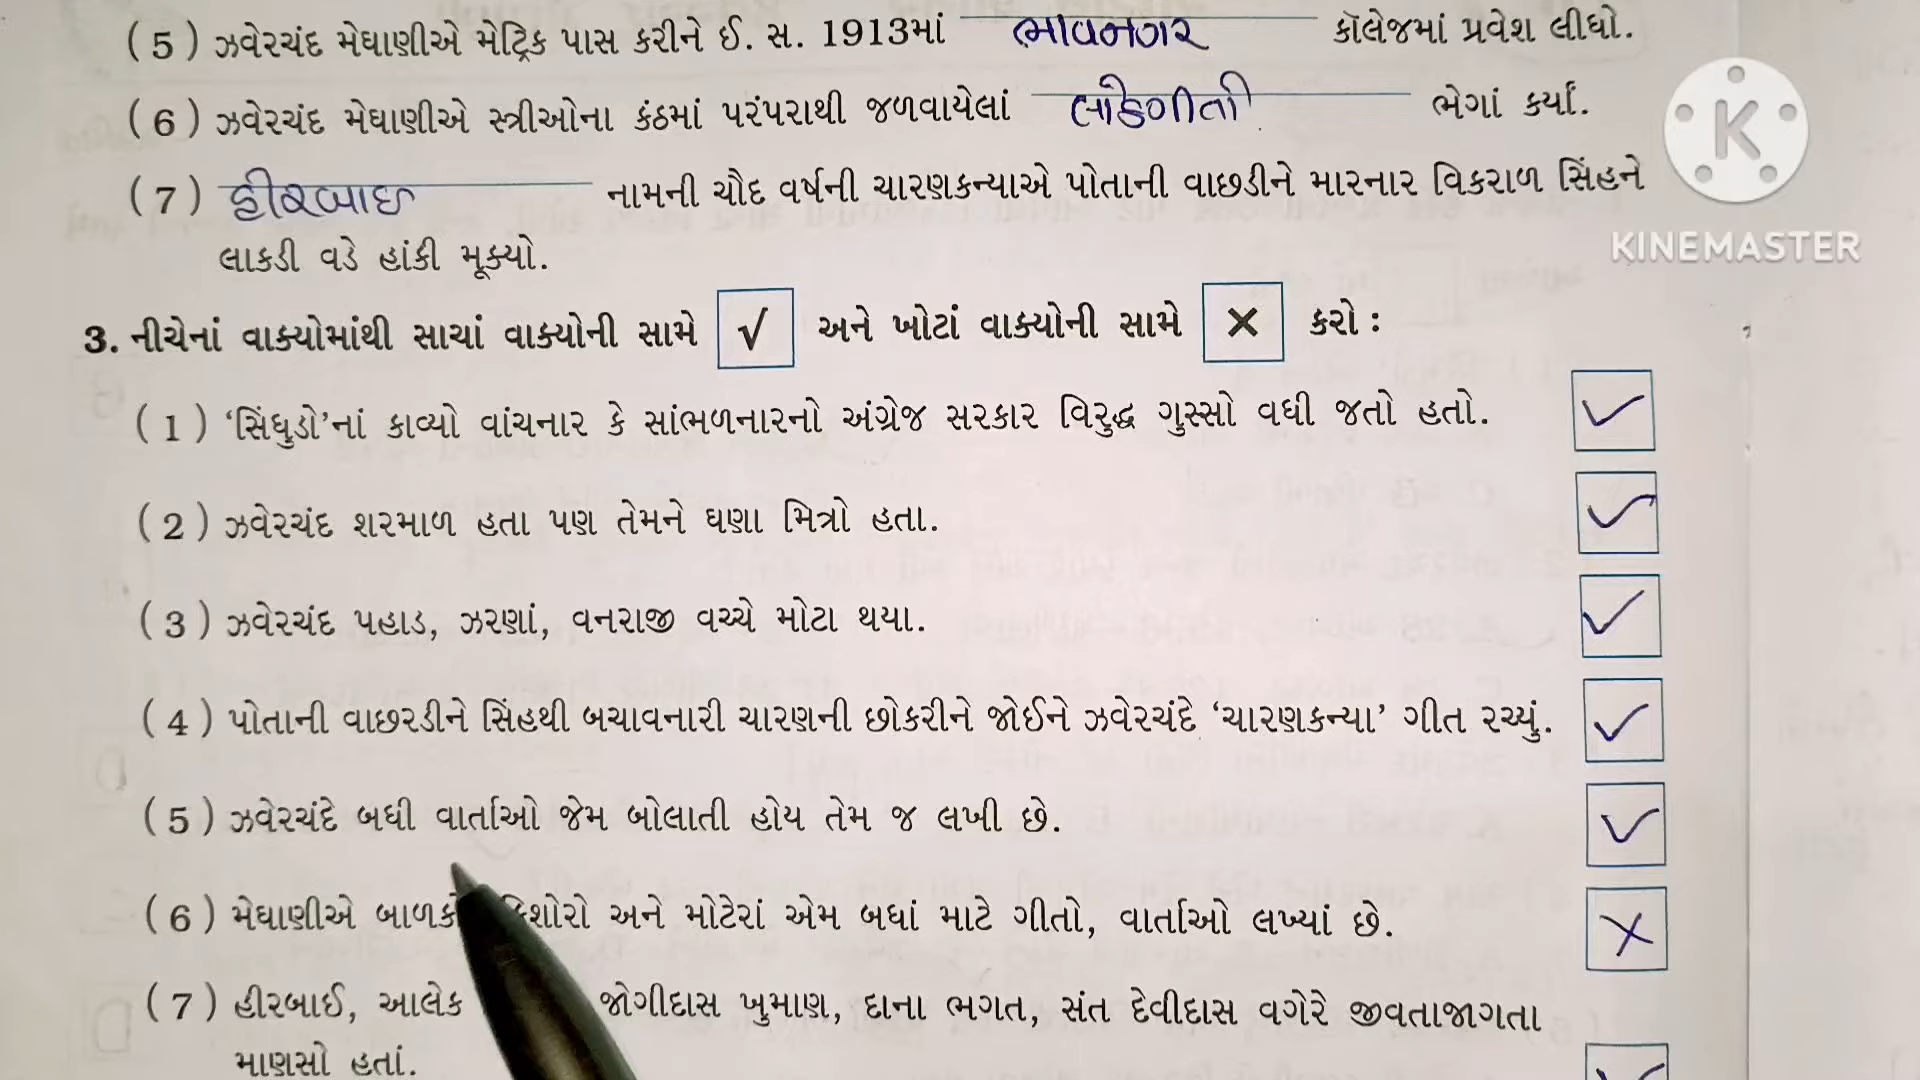 (5) ઝવેરચંદ મેઘાણીએ મેટ્રિક પાસ કરીને ઈ. સ. 1913માં ભાવનગર કૉલેજમાં પ્રવેશ લીધો.
(6) ઝવેરચંદ મેઘાણીએ સ્ત્રીઓના કંઠમાં પરંપરાથી જળવાયેલાં લોકગીતો ભેગાં કર્યાં.
(7) હીરબાઈ નામની ચૌદ વર્ષની ચારણકન્યાએ પોતાની વાછડીને મારનાર વિકરાળ સિંહને
લાકડી વડે હાંકી મૂક્યો.
K
KINEMASTER
3. નીચેનાં વાક્યોમાંથી સાચાં વાક્યોની સામે √ અને ખોટાં વાક્યોની સામે × કરો :
(1) ‘સિંધુડો’નાં કાવ્યો વાંચનાર કે સાંભળનારનો અંગ્રેજ સરકાર વિરુદ્ધ ગુસ્સો વધી જતો હતો. ✓
(2) ઝવેરચંદ શરમાળ હતા પણ તેમને ઘણા મિત્રો હતા. ✓
(3) ઝવેરચંદ પહાડ, ઝરણાં, વનરાજી વચ્ચે મોટા થયા. ✓
(4) પોતાની વાછરડીને સિંહથી બચાવનારી ચારણની છોકરીને જોઈને ઝવેરચંદે ‘ચારણકન્યા’ ગીત રચ્યું. ✓
(5) ઝવેરચંદે બધી વાર્તાઓ જેમ બોલાતી હોય તેમ જ લખી છે. ✓
(6) મેઘાણીએ અને મોટેરાં એમ બધાં માટે ગીતો, વાર્તાઓ લખ્યાં છે. ×
(7) હીરબાઈ, આલેક જોગીદાસ ખુમાણ, દાના ભગત, સંત દેવીદાસ વગેરે જીવતાજાગતા
માણસો હતાં. ✓